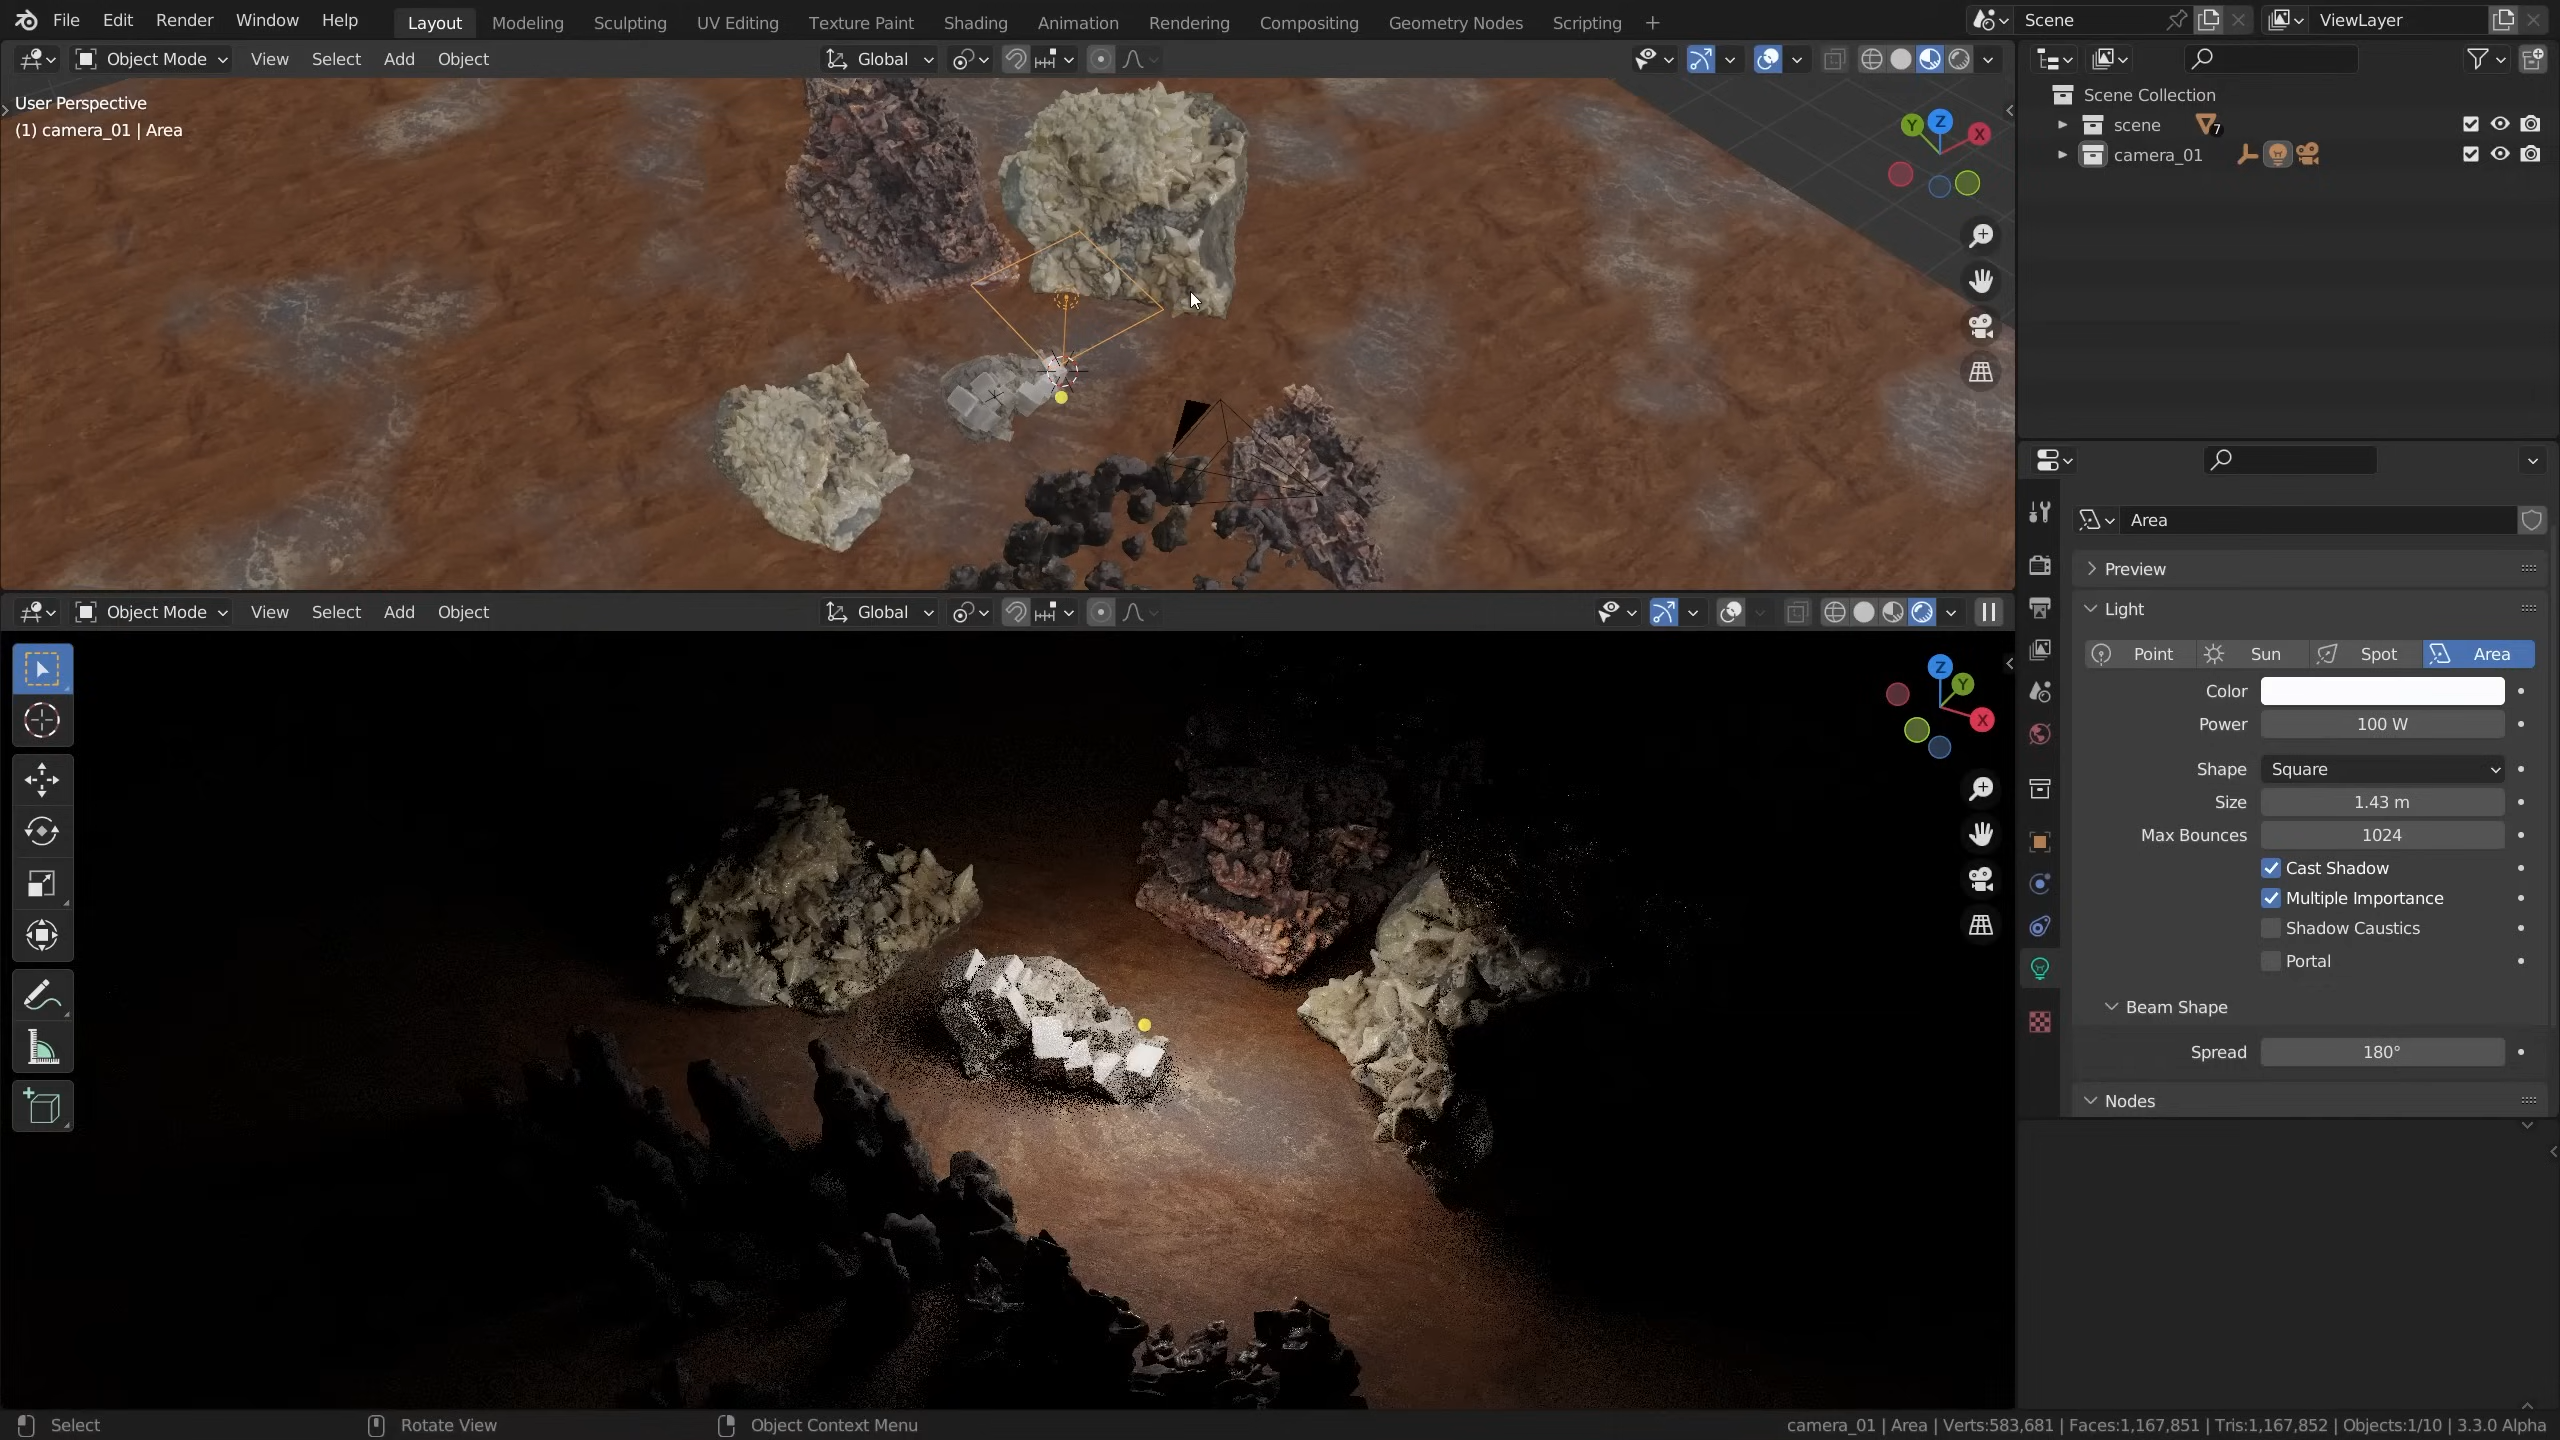 File Edit Render Window Help Layout Modeling Sculpting UV Editing Texture Paint Shading Animation Rendering Compositing Geometry Nodes Scripting + Scene ViewLayer
Object Mode View Select Add Object Global
User Perspective
(1) camera_01 | Area
Z
Y
X
Scene Collection
scene 7
camera_01
Area
Preview
Light
Point Sun Spot Area
Color
Power 100 W
Shape Square
Size 1.43 m
Max Bounces 1024
Cast Shadow
Multiple Importance
Shadow Caustics
Portal
Beam Shape
Spread 180°
Nodes
Object Mode View Select Add Object Global
Z
Y
X
Select Rotate View Object Context Menu camera_01 | Area | Verts:583,681 | Faces:1,167,851 | Tris:1,167,852 | Objects:1/10 | 3.3.0 Alpha